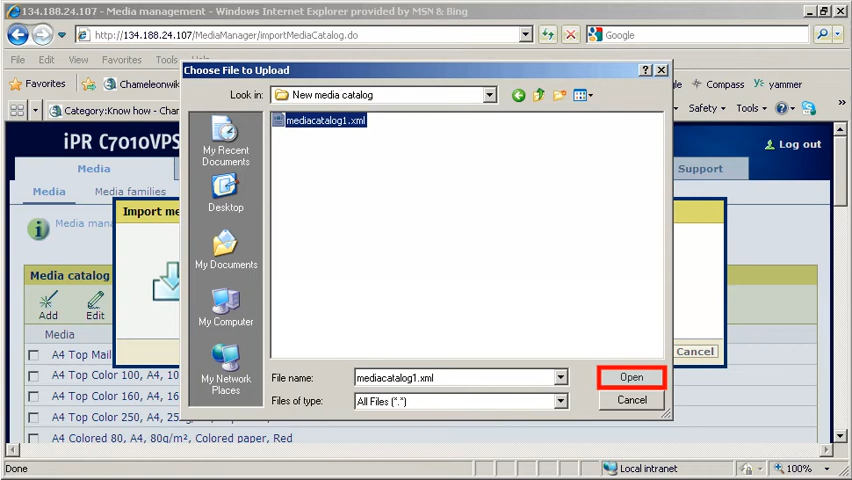 134.188.24.107 - Media management - Windows Internet Explorer provided by MSN & Bing
http://134.188.24.107/MediaManager/importMediaCatalog.do
Google
File Edit View Favorites Tools
Favorites
Compass
yammer
Category:Know how - Char
Safety
Tools
iPR C7010VPS
Log out
Media
Support
Media
Media families
Media mana
Import me
Media catalog
Add
Edit
Media
A4 Top Mail
A4 Top Color 100, A4, 10
A4 Top Color 160, A4, 16
A4 Top Color 250, A4, 25
A4 Colored 80, A4, 80g/m², Colored paper, Red
Cancel
Choose File to Upload
Look in:
New media catalog
mediacatalog1.xml
My Recent
Documents
Desktop
My Documents
My Computer
My Network
Places
File name:
mediacatalog1.xml
Open
Files of type:
All Files (*.*)
Cancel
Done
Local intranet
100%